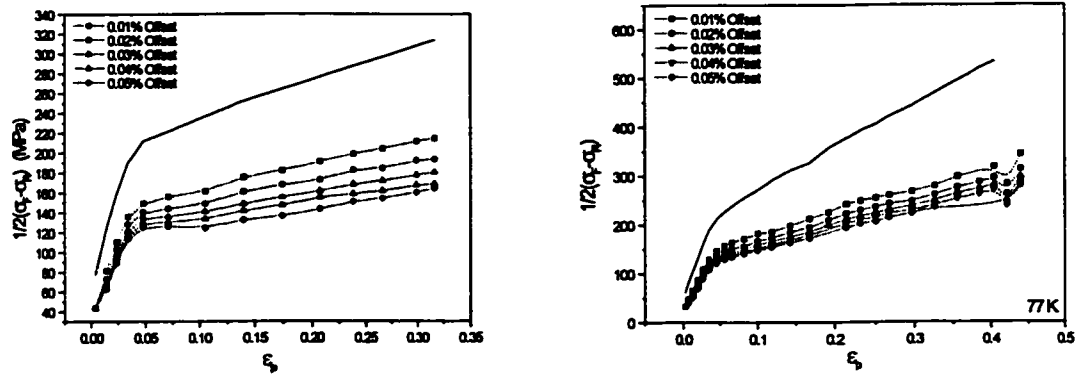 0.01% Offset
0.02% Offset
0.03% Offset
0.04% Offset
0.05% Offset
1/2(σF-σR) (MPa)
340
320
300
280
260
240
220
200
180
160
140
120
100
80
60
40
0.00
0.05
0.10
0.15
0.20
0.25
0.30
0.35
εp
0.01% Offset
0.02% Offset
0.03% Offset
0.04% Offset
0.05% Offset
1/2(σF-σR)
600
500
400
300
200
100
0
0.0
0.1
0.2
0.3
0.4
0.5
εp
77K